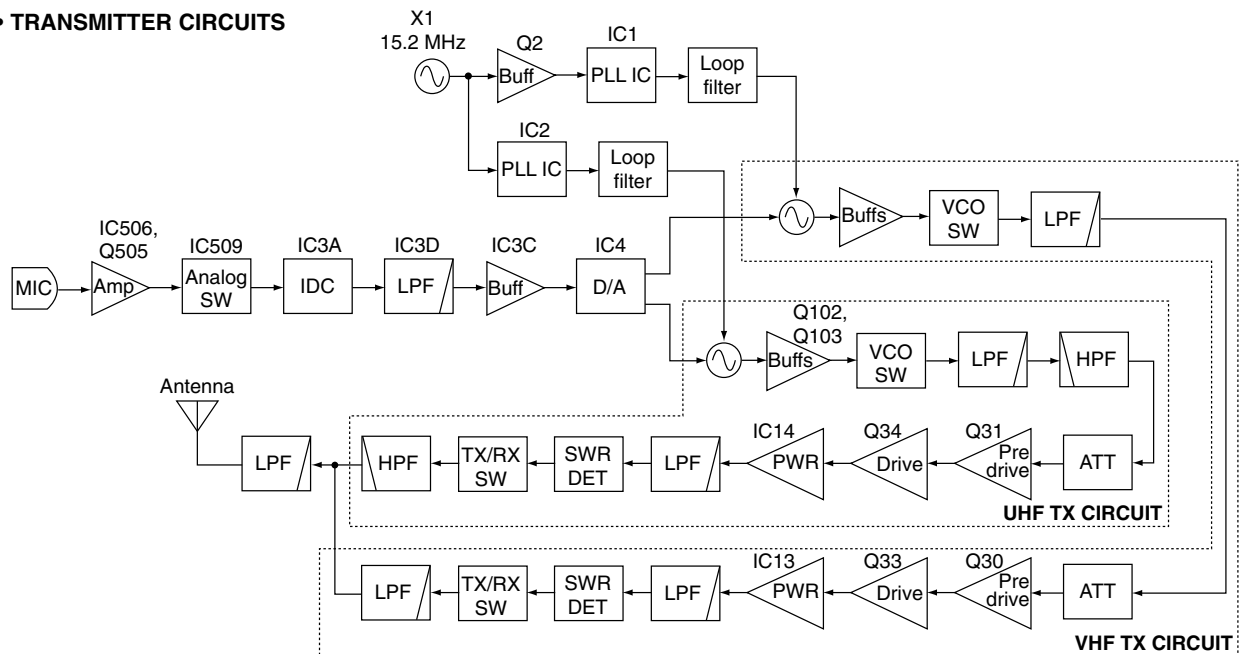 • TRANSMITTER CIRCUITS
X1
15.2 MHz
Q2
Buff
IC1
PLL IC
Loop
filter
IC2
PLL IC
Loop
filter
Buffs
VCO
SW
LPF
MIC
IC506,
Q505
Amp
IC509
Analog
SW
IC3A
IDC
IC3D
LPF
IC3C
Buff
IC4
D/A
Q102,
Q103
Buffs
VCO
SW
LPF
HPF
Antenna
LPF
HPF
TX/RX
SW
SWR
DET
LPF
IC14
PWR
Q34
Drive
Q31
Pre
drive
ATT
UHF TX CIRCUIT
LPF
TX/RX
SW
SWR
DET
LPF
IC13
PWR
Q33
Drive
Q30
Pre
drive
ATT
VHF TX CIRCUIT